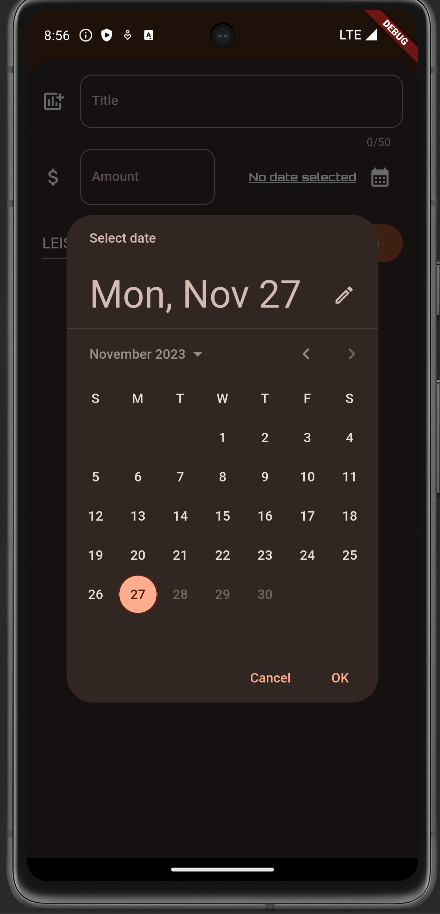 8:56
LTE
DEBUG
Title
0/50
$ Amount
No date selected
LEIS
Select date
Mon, Nov 27
November 2023
S M T W T F S
1 2 3 4
5 6 7 8 9 10 11
12 13 14 15 16 17 18
19 20 21 22 23 24 25
26 27 28 29 30
Cancel OK